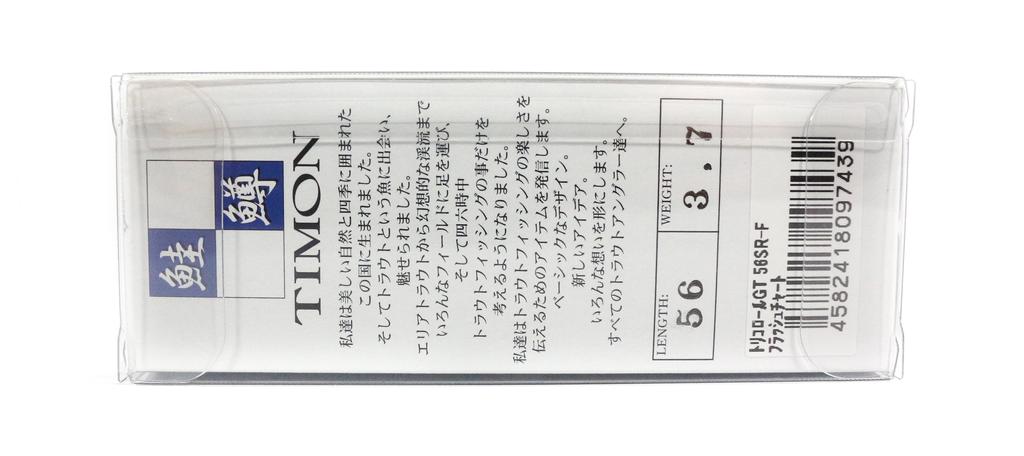 鮭
鱒
TIMON
私達は美しい自然と四季に囲まれた
この国に生まれました。
そしてトラウトという魚に出会い、
魅せられました。
エリアトラウトから幻想的な渓流まで
いろんなフィールドに足を運び、
そして四六時中
トラウトフィッシングの事だけを
考えるようになりました。
私達はトラウトフィッシングの楽しさを
伝えるためのアイテムを発信します。
ベーシックなデザイン。
新しいアイデア。
いろんな想いを形にします。
すべてのトラウトアングラー達へ。
LENGTH: WEIGHT:
56 3.7
トリコロールGT 56SR-F
フラッシュチャート
4582418097439